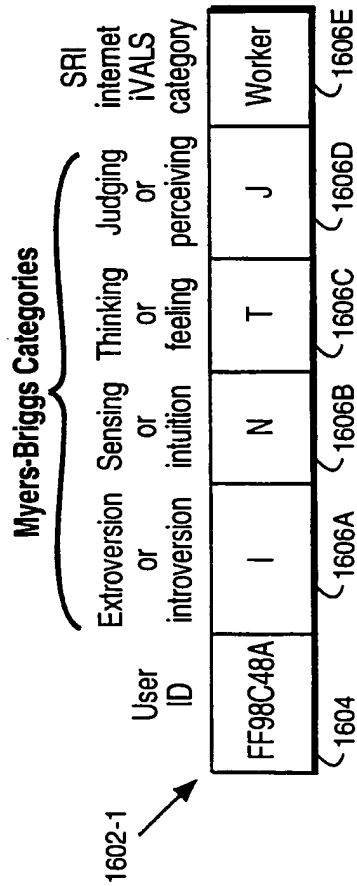 Myers-Briggs Categories
User
ID
Extroversion
or
introversion
Sensing
or
intuition
Thinking
or
feeling
Judging
or
perceiving
SRI
internet
iVALS
category
1602-1
FF98C48A
I
N
T
J
Worker
1604
1606A
1606B
1606C
1606D
1606E